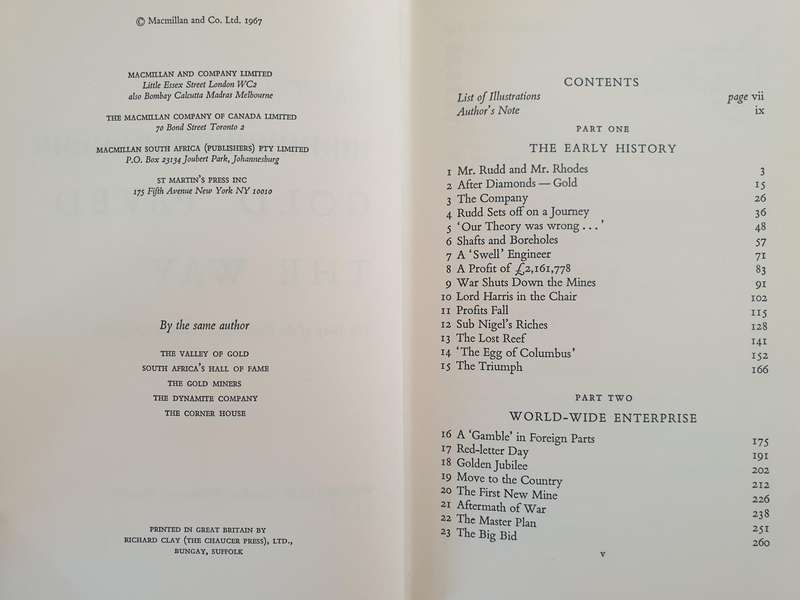 © Macmillan and Co. Ltd. 1967
MACMILLAN AND COMPANY LIMITED
Little Essex Street London WC2
also Bombay Calcutta Madras Melbourne
THE MACMILLAN COMPANY OF CANADA LIMITED
70 Bond Street Toronto 2
MACMILLAN SOUTH AFRICA (PUBLISHERS) PTY LIMITED
P.O. Box 23134 Joubert Park, Johannesburg
ST MARTIN'S PRESS INC
175 Fifth Avenue New York NY 10010
By the same author
THE VALLEY OF GOLD
SOUTH AFRICA'S HALL OF FAME
THE GOLD MINERS
THE DYNAMITE COMPANY
THE CORNER HOUSE
PRINTED IN GREAT BRITAIN BY
RICHARD CLAY (THE CHAUCER PRESS), LTD.,
BUNGAY, SUFFOLK
CONTENTS
List of Illustrations page vii
Author's Note ix
PART ONE
THE EARLY HISTORY
1 Mr. Rudd and Mr. Rhodes 3
2 After Diamonds — Gold 15
3 The Company 26
4 Rudd Sets off on a Journey 36
5 'Our Theory was wrong . . .' 48
6 Shafts and Boreholes 57
7 A 'Swell' Engineer 71
8 A Profit of £2,161,778 83
9 War Shuts Down the Mines 91
10 Lord Harris in the Chair 102
11 Profits Fall 115
12 Sub Nigel's Riches 128
13 The Lost Reef 141
14 'The Egg of Columbus' 152
15 The Triumph 166
PART TWO
WORLD-WIDE ENTERPRISE
16 A 'Gamble' in Foreign Parts 175
17 Red-letter Day 191
18 Golden Jubilee 202
19 Move to the Country 212
20 The First New Mine 226
21 Aftermath of War 238
22 The Master Plan 251
23 The Big Bid 260
v